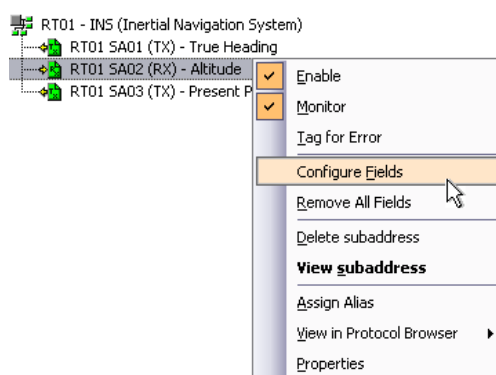 RT01 - INS (Inertial Navigation System)
RT01 SA01 (TX) - True Heading
RT01 SA02 (RX) - Altitude
RT01 SA03 (TX) - Present P
Enable
Monitor
Tag for Error
Configure Fields
Remove All Fields
Delete subaddress
View subaddress
Assign Alias
View in Protocol Browser
Properties